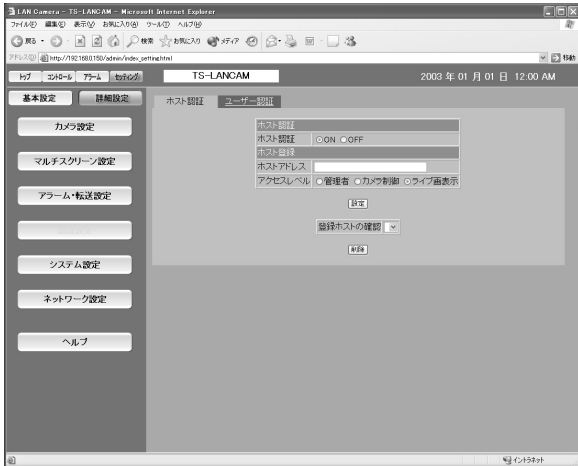 LAN Camera - TS-LANCAM - Microsoft Internet Explorer
ファイル(F) 編集(E) 表示(V) お気に入り(A) ツール(T) ヘルプ(H)
戻る 検索 お気に入り メディア
アドレス(D) http://192.168.0.150/admin/index_setting.html 移動
トップ コントロール アラーム セッティング TS-LANCAM 2003 年 01 月 01 日 12:00 AM
基本設定 詳細設定 ホスト認証 ユーザー認証
カメラ設定
マルチスクリーン設定
アラーム・転送設定
システム設定
ネットワーク設定
ヘルプ
ホスト認証
ホスト認証 ON OFF
ホスト登録
ホストアドレス
アクセスレベル 管理者 カメラ制御 ライブ画表示
設定
登録ホストの確認
削除
イントラネット